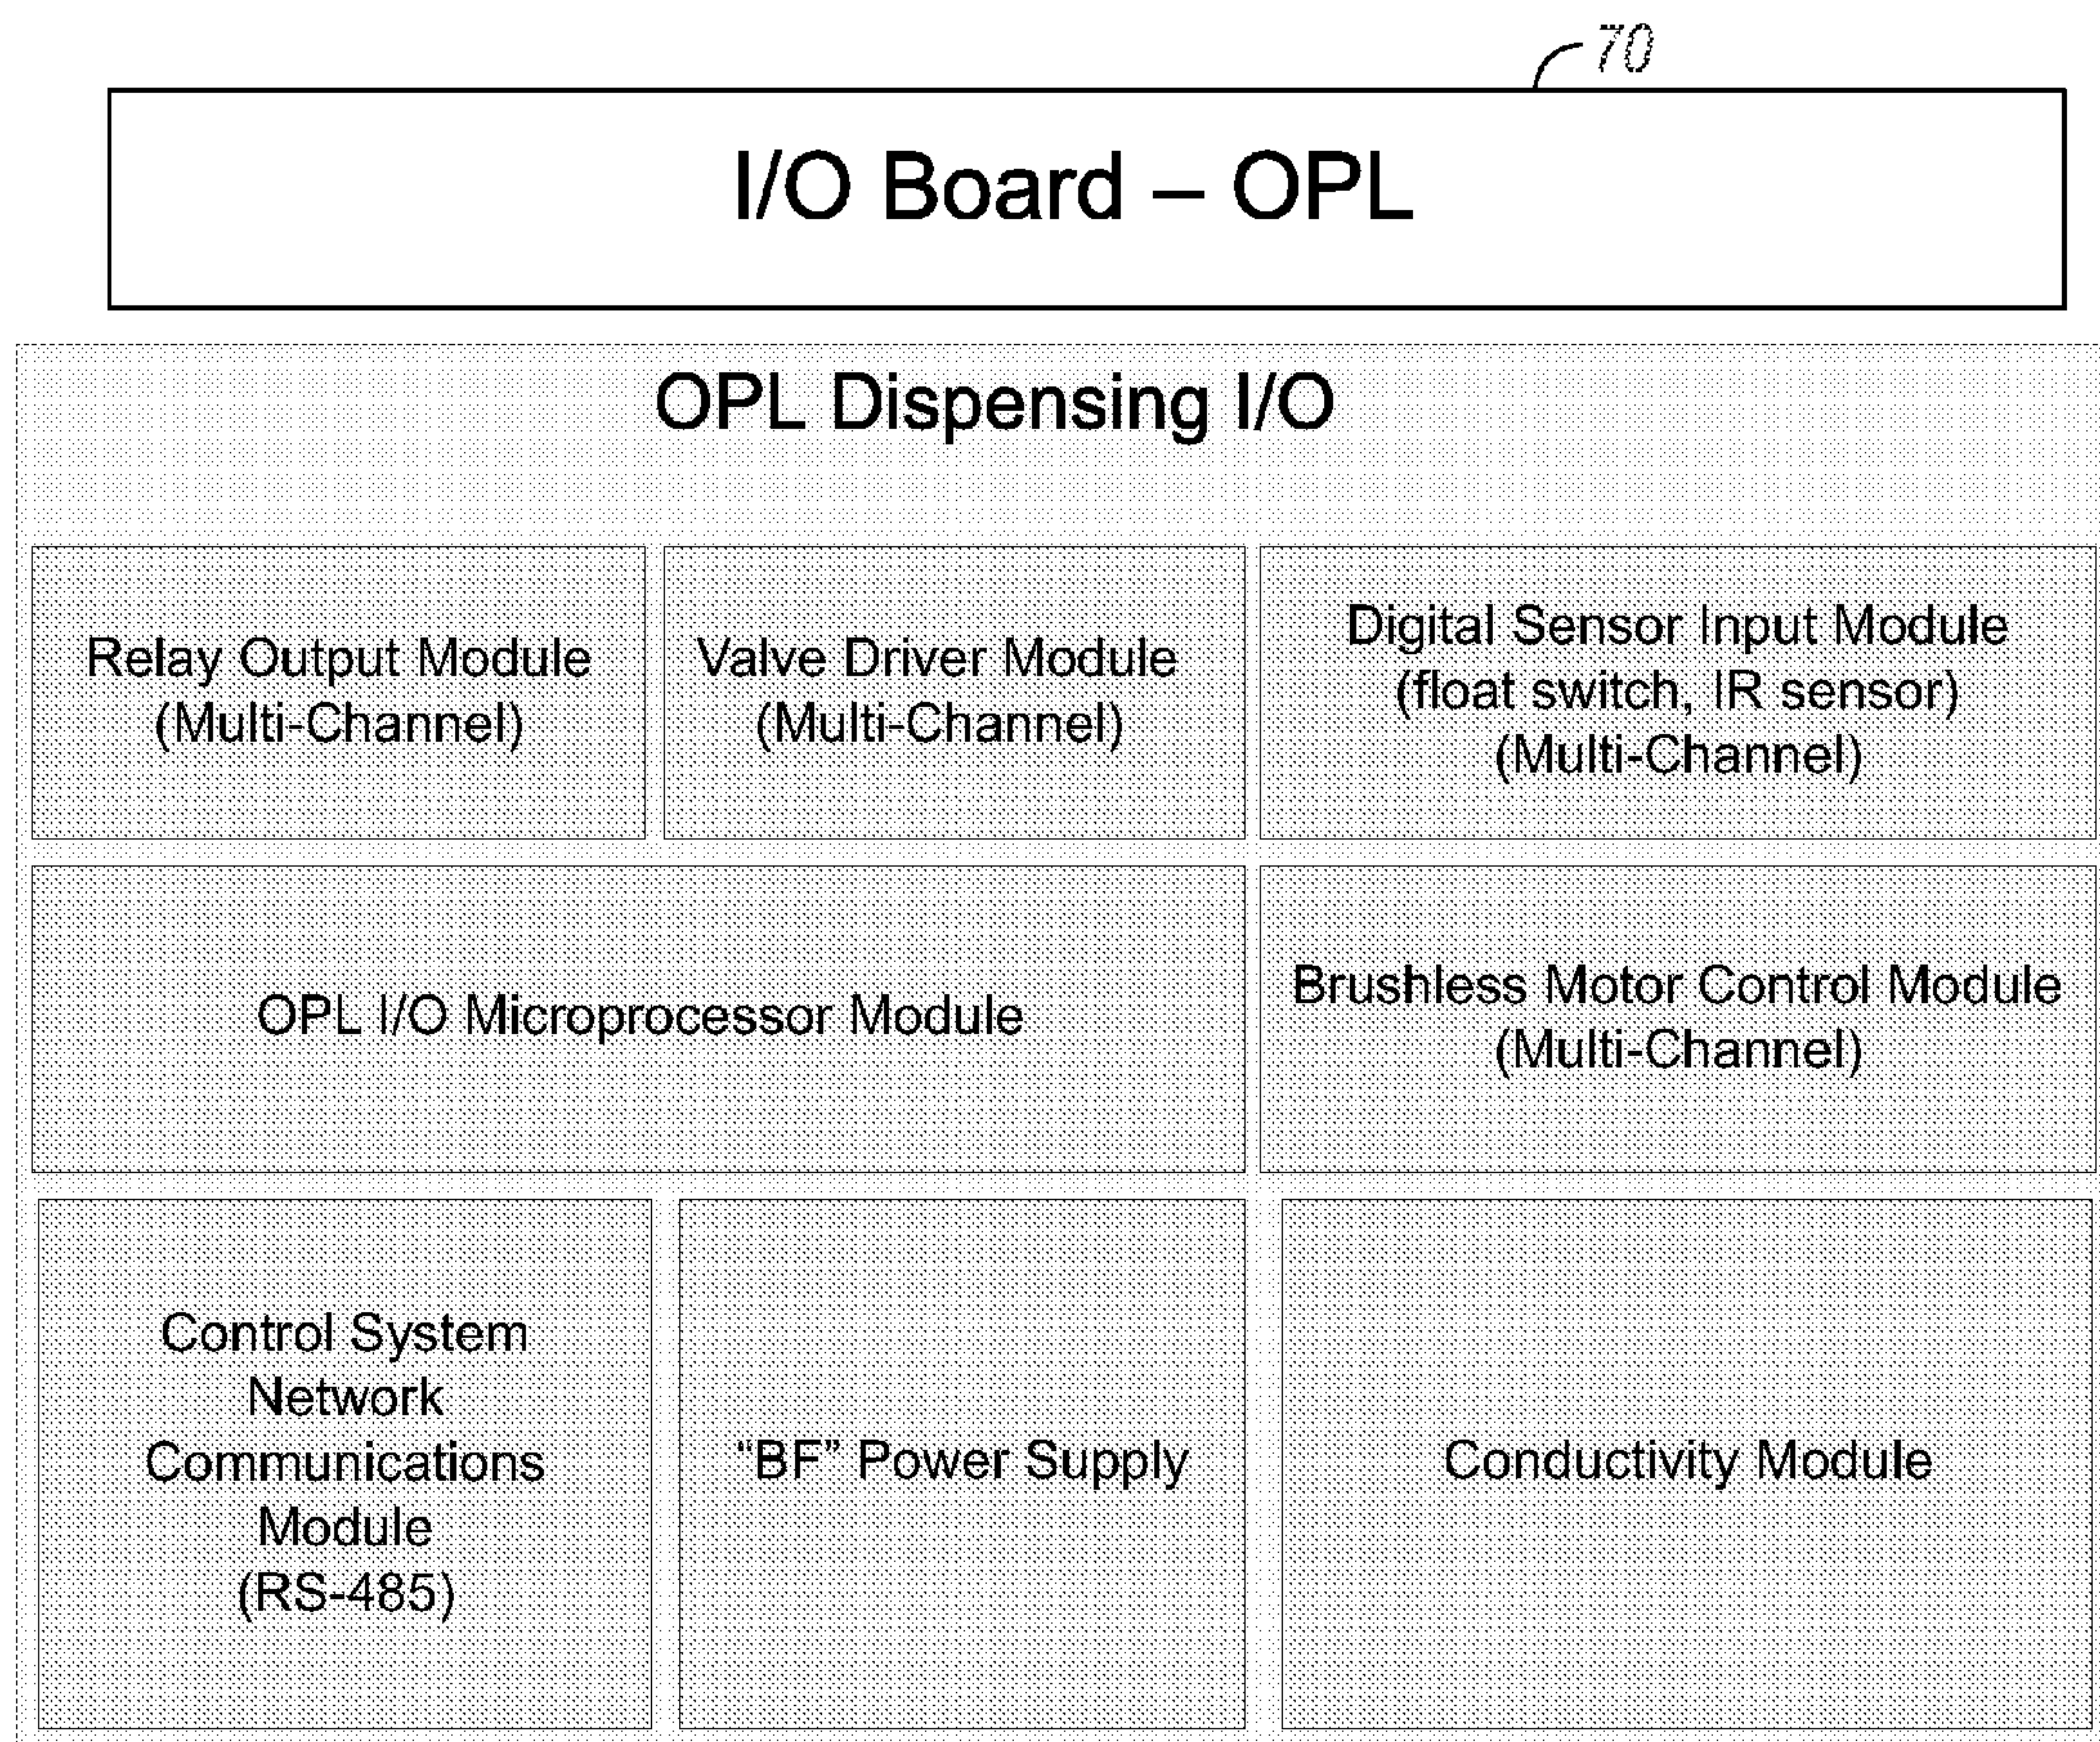 70
I/O Board – OPL
OPL Dispensing I/O
Relay Output Module
(Multi-Channel)
Valve Driver Module
(Multi-Channel)
Digital Sensor Input Module
(float switch, IR sensor)
(Multi-Channel)
OPL I/O Microprocessor Module
Brushless Motor Control Module
(Multi-Channel)
Control System
Network
Communications
Module
(RS-485)
“BF” Power Supply
Conductivity Module